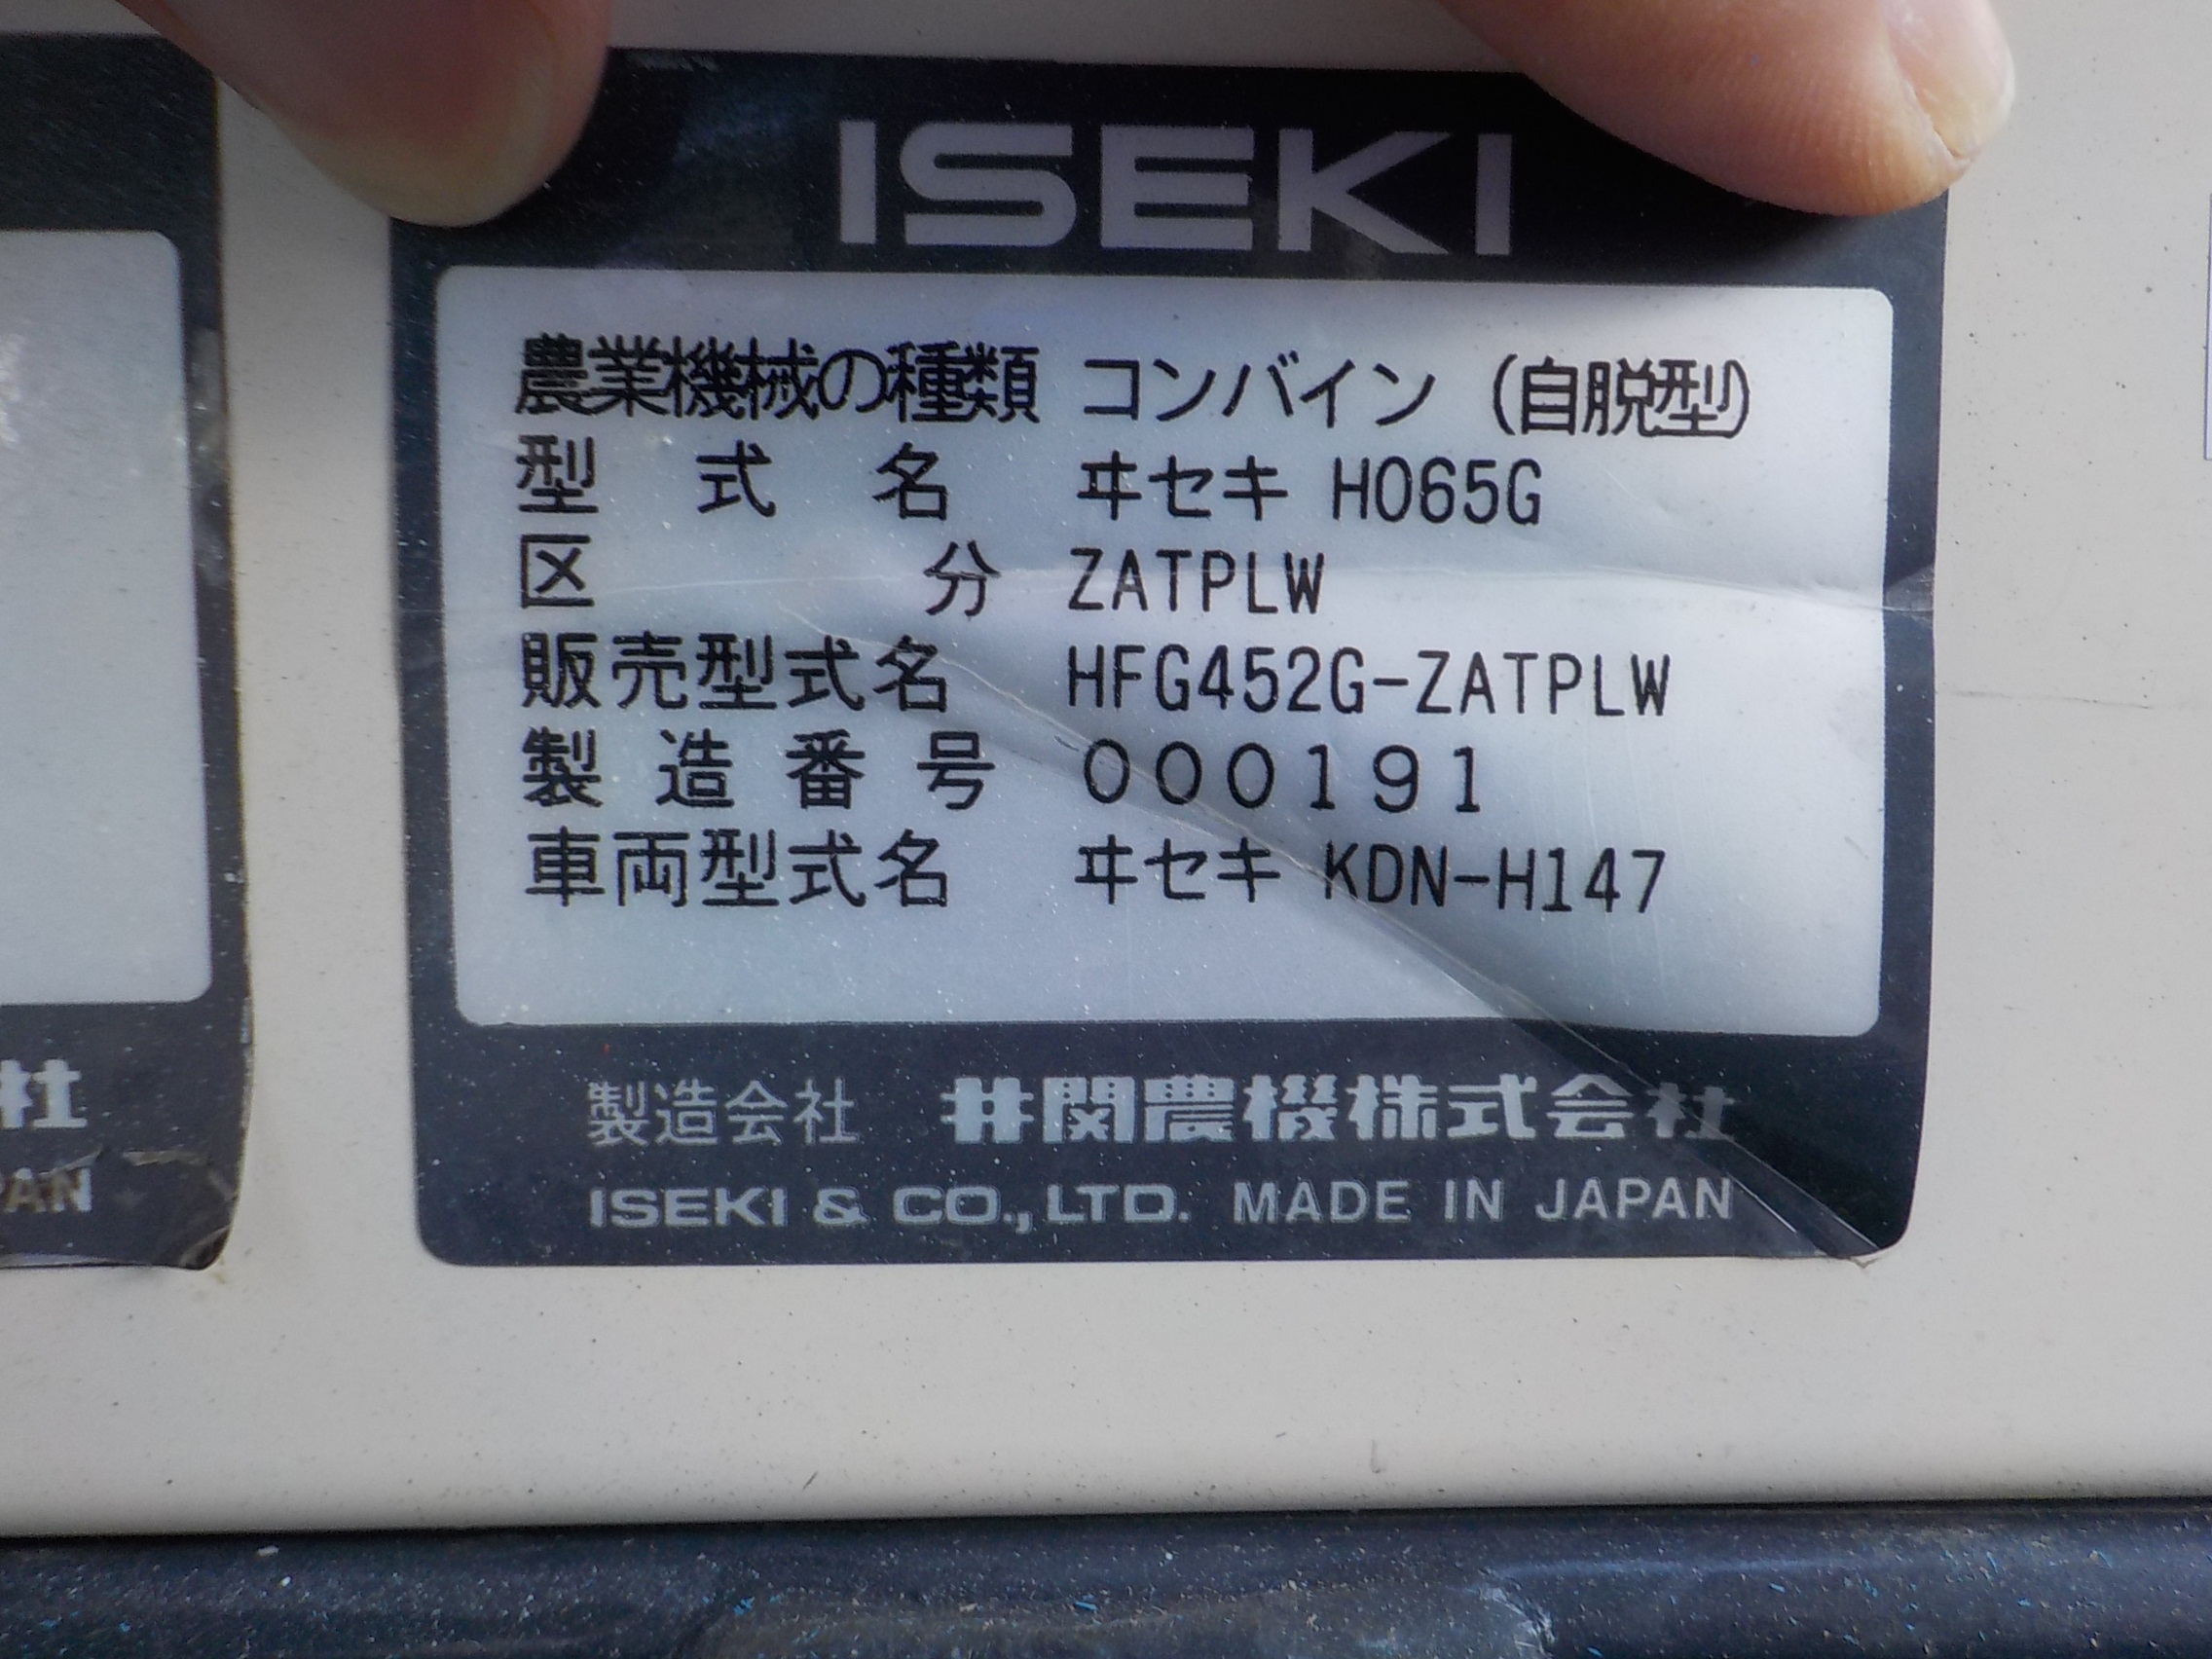 ISEKI
農業機械の種類 コンバイン (自脱型)
型式名 ヰセキ H065G
区分 ZATPLW
販売型式名 HFG452G-ZATPLW
製造番号 000191
車両型式名 ヰセキ KDN-H147
製造会社 井関農機株式会社
ISEKI & CO., LTD. MADE IN JAPAN
社
PAN